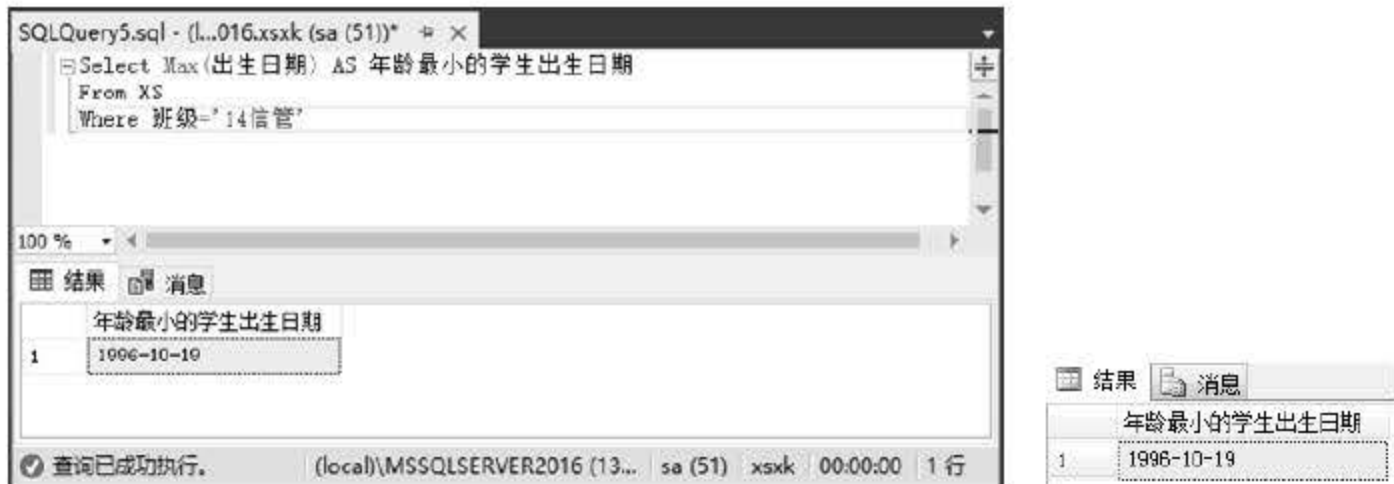 SQLQuery5.sql - (l...016.xsxk (sa (51))*
Select Max(出生日期) AS 年龄最小的学生出生日期
From XS
Where 班级='14信管'
100 %
结果 消息
年龄最小的学生出生日期
1 1996-10-19
查询已成功执行。 (local)\MSSQLSERVER2016 (13... sa (51) xsxk 00:00:00 1 行
结果 消息
年龄最小的学生出生日期
1 1996-10-19